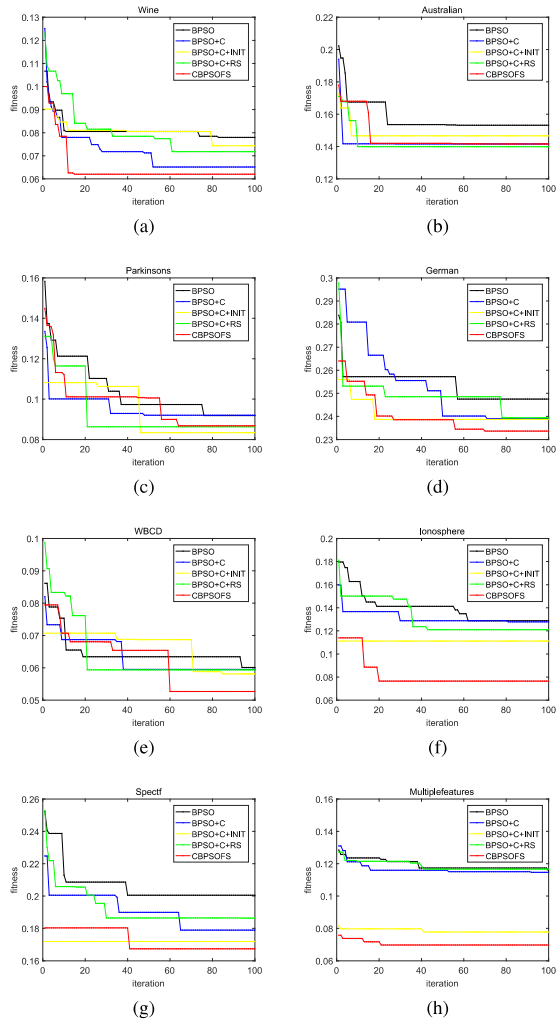 Wine
0.13
0.12
0.11
0.1
0.09
0.08
0.07
0.06
fitness
0 20 40 60 80 100
iteration
BPSO
BPSO+C
BPSO+C+INIT
BPSO+C+RS
CBPSOFS
(a)
Australian
0.22
0.2
0.18
0.16
0.14
0.12
fitness
0 20 40 60 80 100
iteration
BPSO
BPSO+C
BPSO+C+INIT
BPSO+C+RS
CBPSOFS
(b)
Parkinsons
0.16
0.14
0.12
0.1
0.08
fitness
0 20 40 60 80 100
iteration
BPSO
BPSO+C
BPSO+C+INIT
BPSO+C+RS
CBPSOFS
(c)
German
0.3
0.29
0.28
0.27
0.26
0.25
0.24
0.23
fitness
0 20 40 60 80 100
iteration
BPSO
BPSO+C
BPSO+C+INIT
BPSO+C+RS
CBPSOFS
(d)
WBCD
0.1
0.09
0.08
0.07
0.06
0.05
fitness
0 20 40 60 80 100
iteration
BPSO
BPSO+C
BPSO+C+INIT
BPSO+C+RS
CBPSOFS
(e)
Ionosphere
0.2
0.18
0.16
0.14
0.12
0.1
0.08
0.06
fitness
0 20 40 60 80 100
iteration
BPSO
BPSO+C
BPSO+C+INIT
BPSO+C+RS
CBPSOFS
(f)
Spectf
0.26
0.24
0.22
0.2
0.18
0.16
fitness
0 20 40 60 80 100
iteration
BPSO
BPSO+C
BPSO+C+INIT
BPSO+C+RS
CBPSOFS
(g)
Multiplefeatures
0.16
0.14
0.12
0.1
0.08
0.06
fitness
0 20 40 60 80 100
iteration
BPSO
BPSO+C
BPSO+C+INIT
BPSO+C+RS
CBPSOFS
(h)